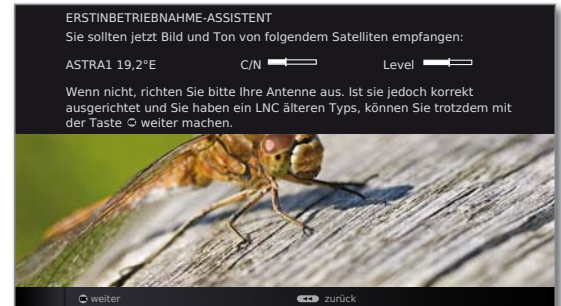 ERSTINBETRIEBNAHME-ASSISTENT
Sie sollten jetzt Bild und Ton von folgendem Satelliten empfangen:
ASTRA1 19,2°E C/N Level
Wenn nicht, richten Sie bitte Ihre Antenne aus. Ist sie jedoch korrekt
ausgerichtet und Sie haben ein LNC älteren Typs, können Sie trotzdem mit
der Taste OK weiter machen.
OK weiter ◄◄ zurück